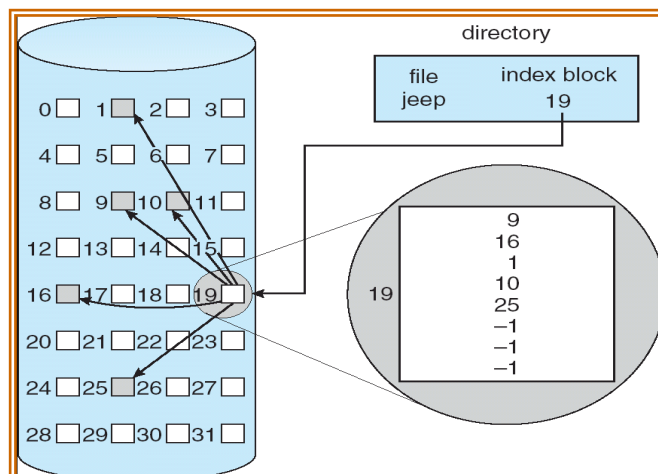 directory
file index block
jeep 19
0 1 2 3
4 5 6 7
8 9 10 11
12 13 14 15
16 17 18 19
20 21 22 23
24 25 26 27
28 29 30 31
19
9
16
1
10
25
–1
–1
–1